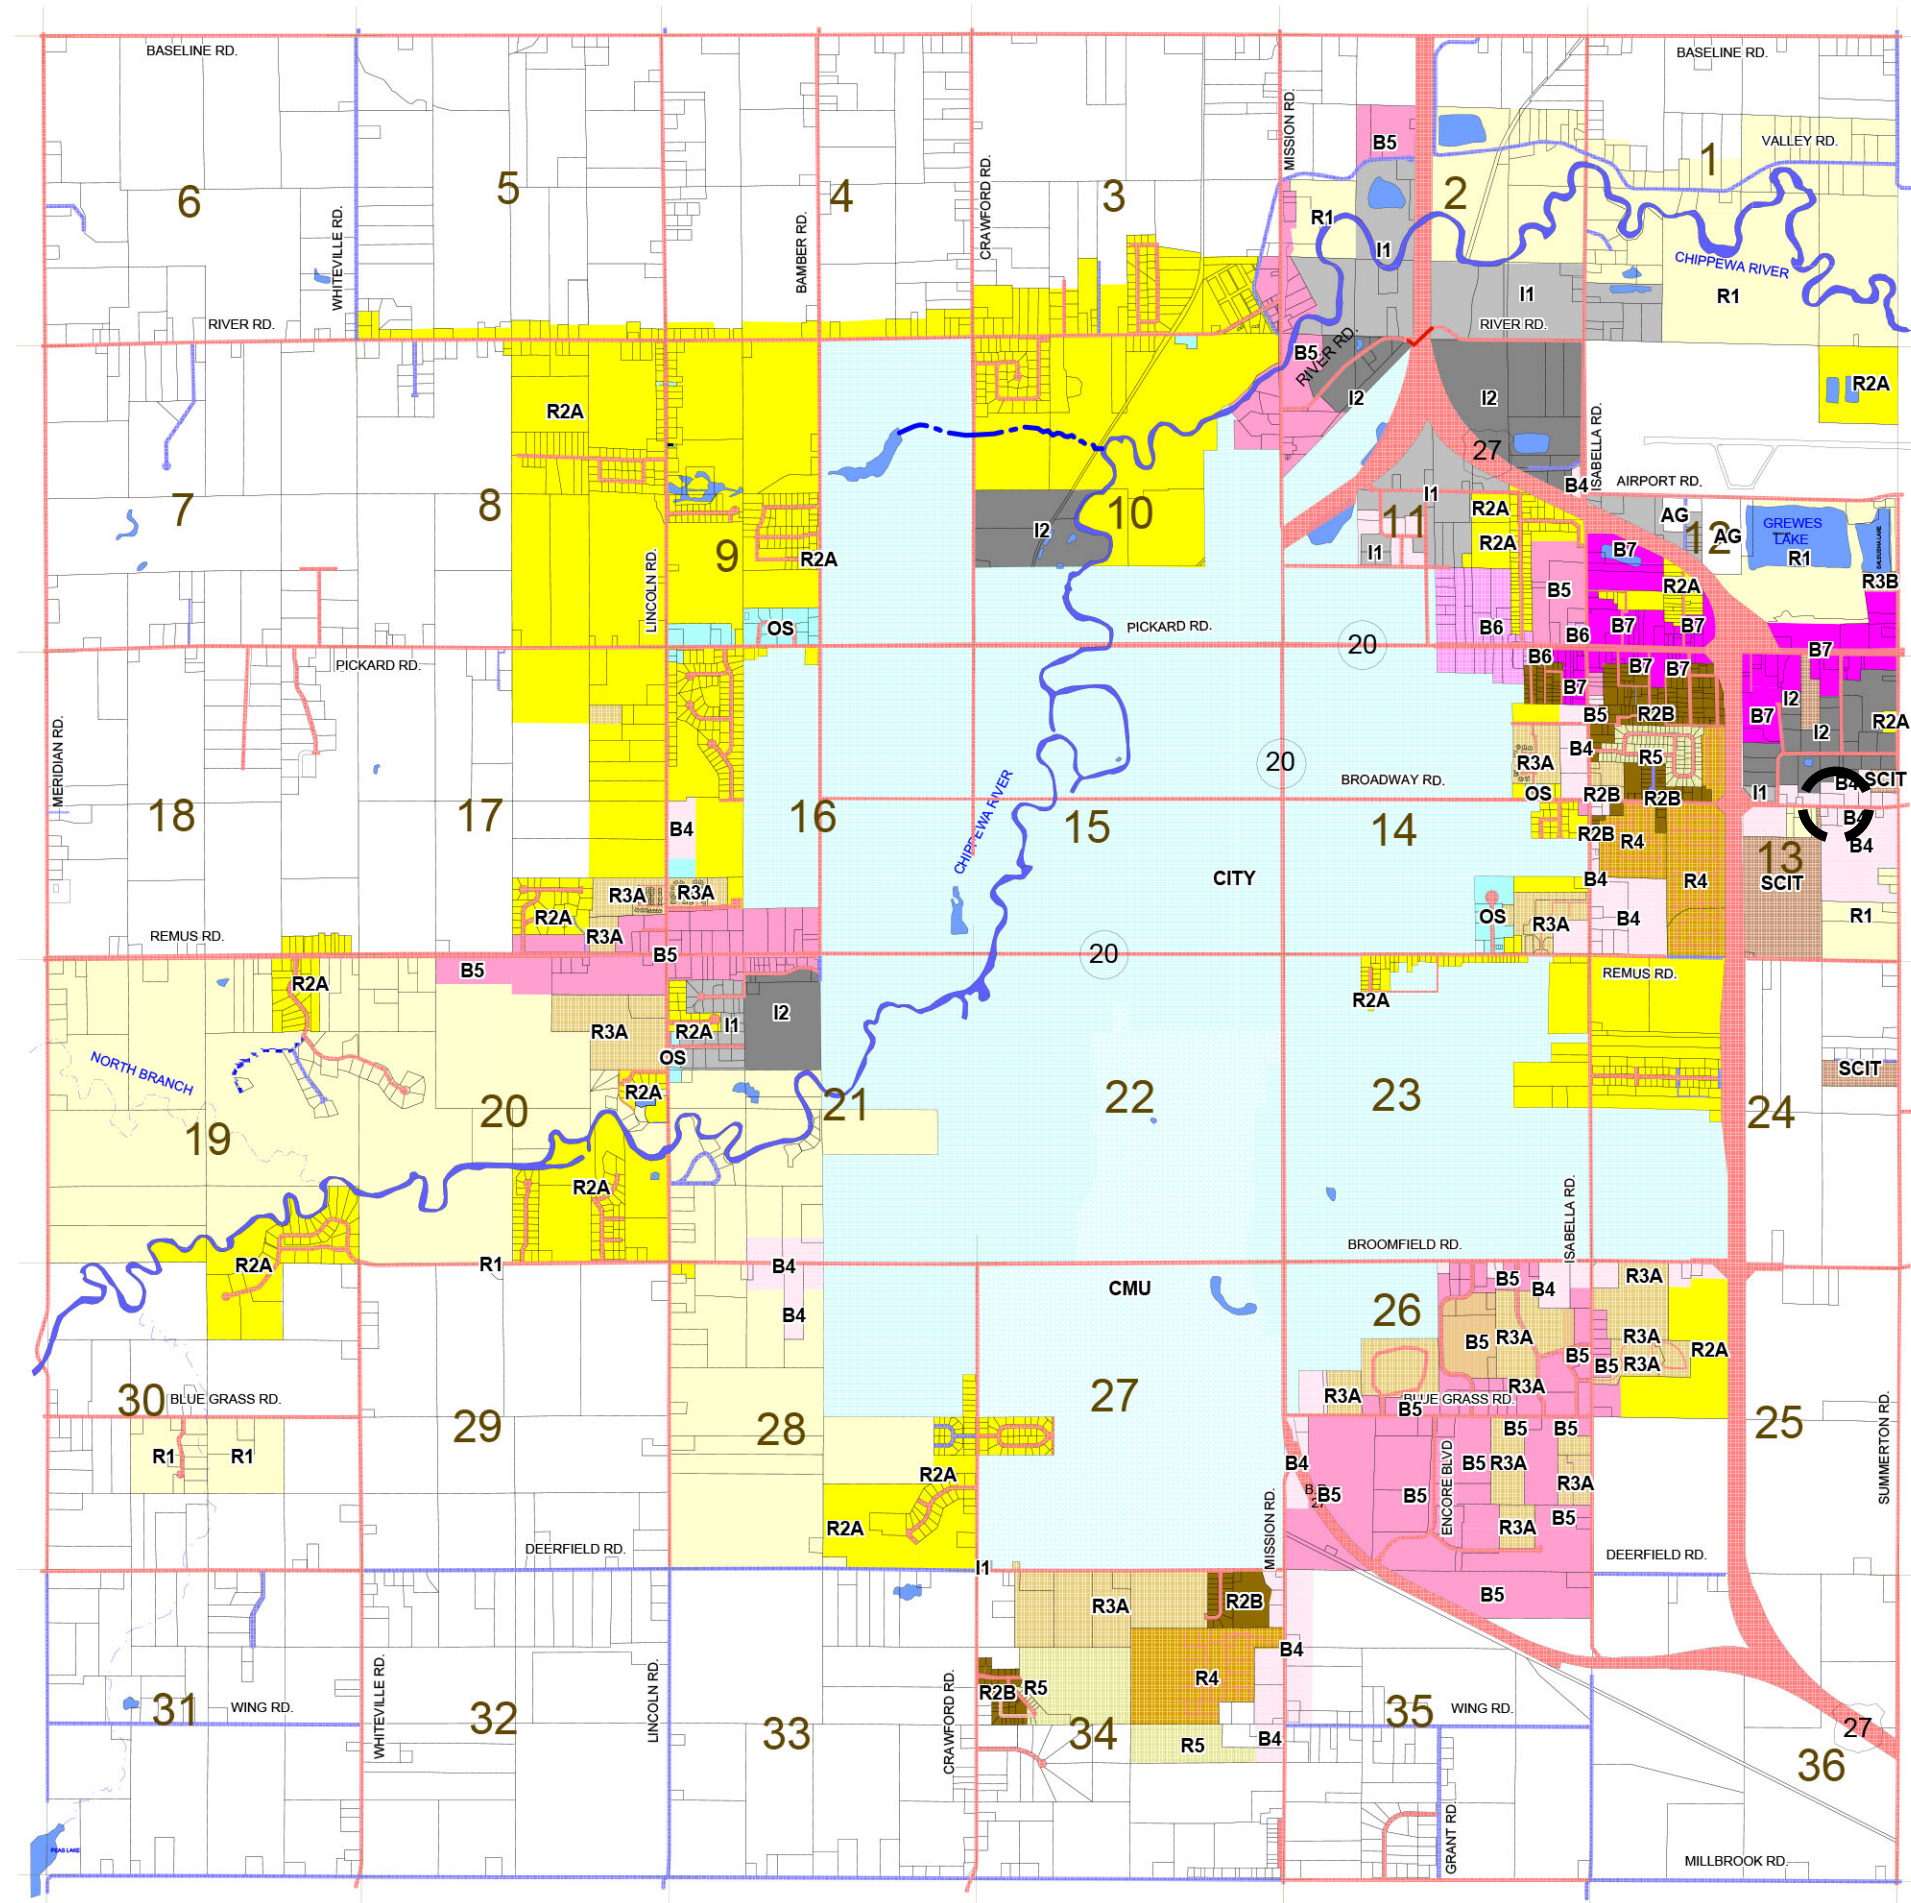 BASELINE RD.
BASELINE RD.
MISSION RD.
B5
VALLEY RD.
1
6
5
4
3
2
WHITEVILLE RD.
BAMBER RD.
CRAWFORD RD.
R1
I1
CHIPPEWA RIVER
R1
I1
RIVER RD.
RIVER RD.
B5
RIVER RD.
R2A
I2
I2
R2A
ISABELLA RD.
27
7
8
9
10
11
12
AIRPORT RD.
B4
I1
R2A
AG
AG
GREWES
LAKE
R1
I2
I1
R2A
B7
R2A
LINCOLN RD.
B5
R2A
R3B
OS
PICKARD RD.
B6
B6
B7
B7
20
PICKARD RD.
B6
B7
B7
B7
B7
I2
MERIDIAN RD.
B5
R2B
B7
I2
R2A
B4
R5
R3A
20
BROADWAY RD.
CHIPPEWA RIVER
OS
R2B
R2B
I1
B4
SCIT
18
17
16
15
14
13
B4
R2B
R4
B4
B4
SCIT
CITY
B4
R4
R3A
R3A
R2A
R3A
OS
R3A
B4
R1
REMUS RD.
B5
20
B5
REMUS RD.
R2A
R2A
R3A
R2A
I1
I2
OS
NORTH BRANCH
R2A
SCIT
19
20
21
22
23
24
R2A
ISABELLA RD.
R2A
R1
B4
BROOMFIELD RD.
B4
CMU
B5
B4
R3A
26
B5
R3A
B5
R3A
B5
R3A
R2A
30
BLUE GRASS RD.
29
28
27
R3A
R3A
BLUE GRASS RD.
B5
25
SUMMERTON RD.
R1
R1
R2A
B5
B5
B4
B5
R3A
R3A
B5
B5
ENCORE BLVD
R2A
R3A
B5
MISSION RD.
DEERFIELD RD.
DEERFIELD RD.
I1
R3A
R2B
B5
B4
WHITEVILLE RD.
LINCOLN RD.
CRAWFORD RD.
R2B
R5
R4
31
WING RD.
32
33
34
35
WING RD.
R5
B4
27
36
GRANT RD.
MILLBROOK RD.